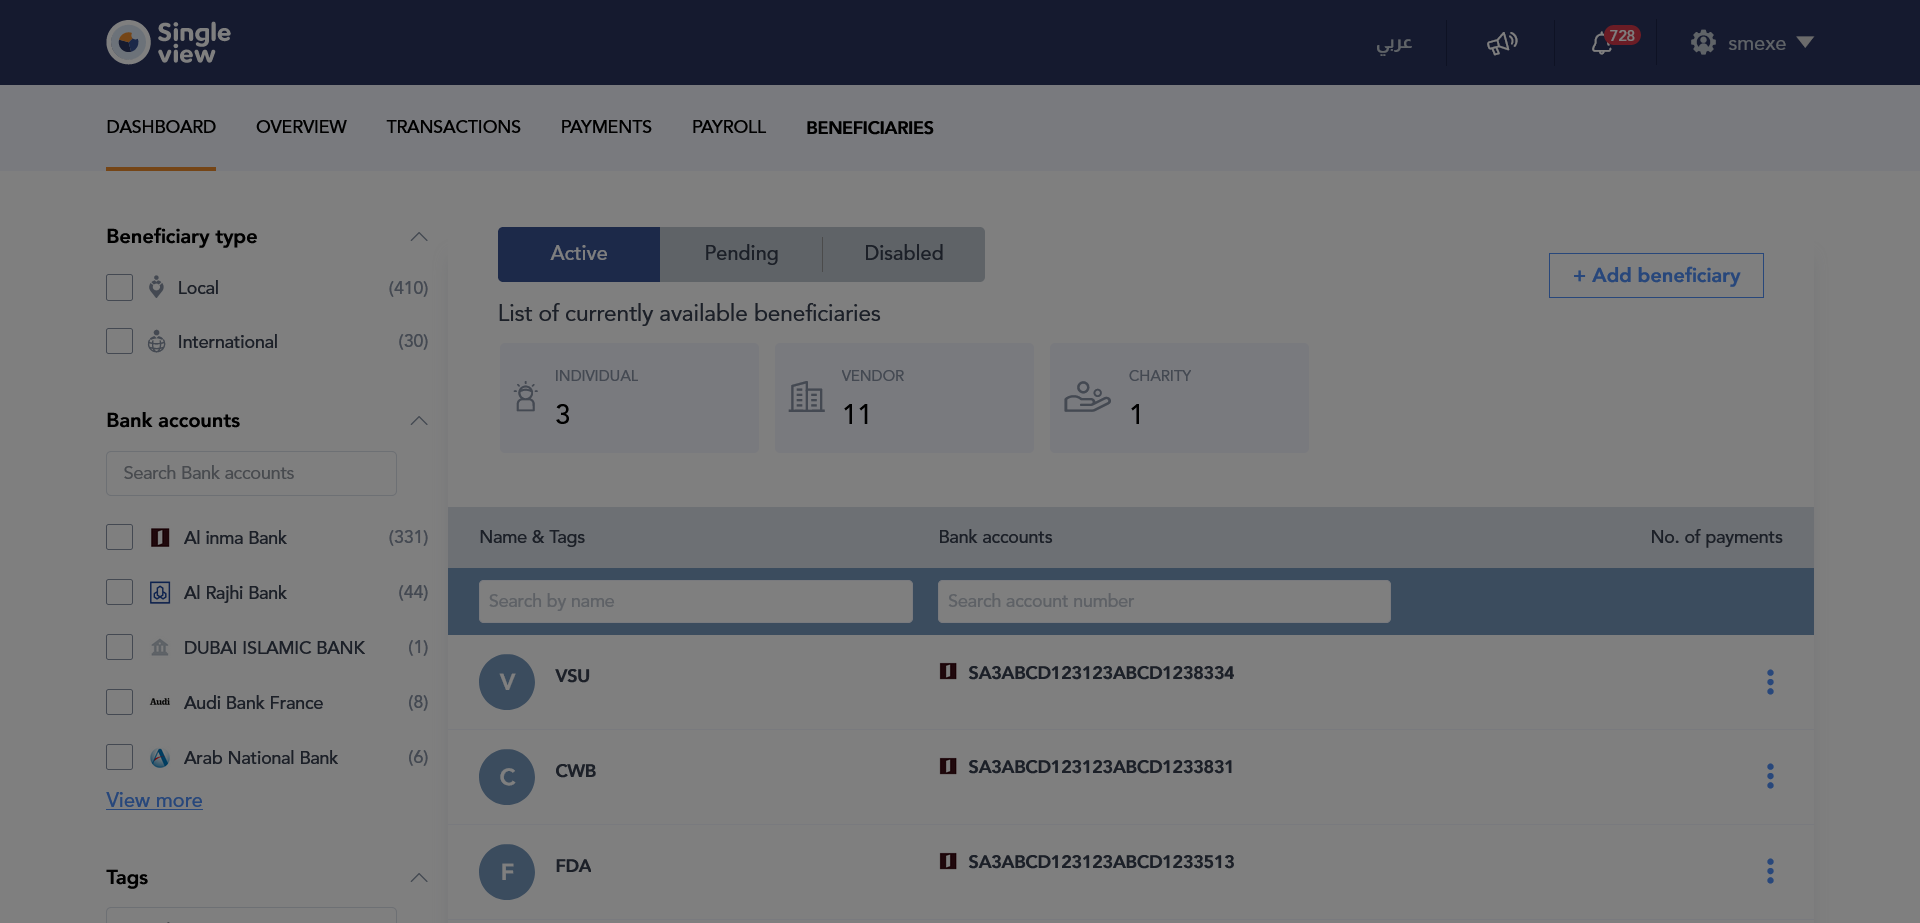 Single
view
عربي
728
smexe
DASHBOARD
OVERVIEW
TRANSACTIONS
PAYMENTS
PAYROLL
BENEFICIARIES
Beneficiary type
Local
(410)
International
(30)
Bank accounts
Search Bank accounts
Al inma Bank
(331)
Al Rajhi Bank
(44)
DUBAI ISLAMIC BANK
(1)
Audi
Audi Bank France
(8)
Arab National Bank
(6)
View more
Tags
Active
Pending
Disabled
+ Add beneficiary
List of currently available beneficiaries
INDIVIDUAL
3
VENDOR
11
CHARITY
1
Name & Tags
Bank accounts
No. of payments
Search by name
Search account number
V
VSU
SA3ABCD123123ABCD1238334
C
CWB
SA3ABCD123123ABCD1233831
F
FDA
SA3ABCD123123ABCD1233513